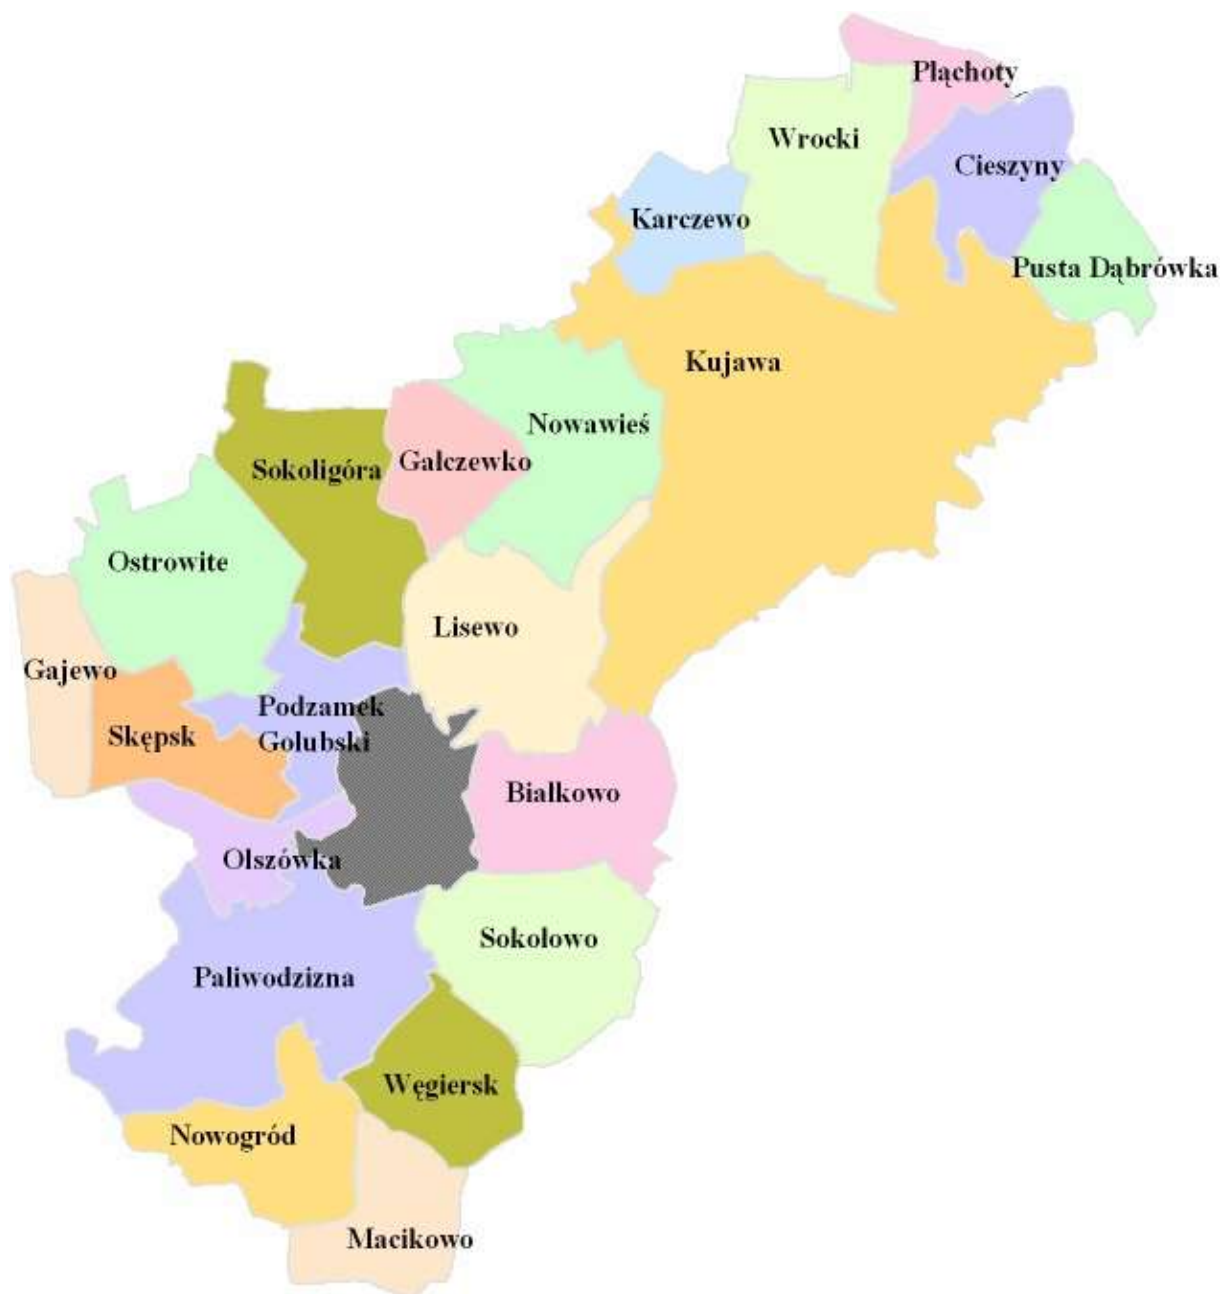 Płąchoty
Wrocki
Cieszyny
Karczewo
Pusta Dąbrówka
Kujawa
Nowawieś
Gałczewko
Sokoligóra
Ostrowite
Lisewo
Gajewo
Podzamek
Golubski
Skępsk
Białkowo
Olszówka
Sokołowo
Paliwodzizna
Węgiersk
Nowogród
Macikowo